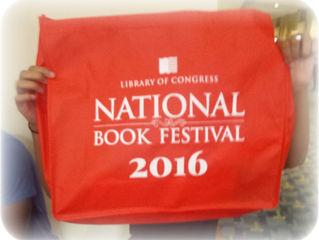 LIBRARY OF CONGRESS
NATIONAL
BOOK FESTIVAL
2016